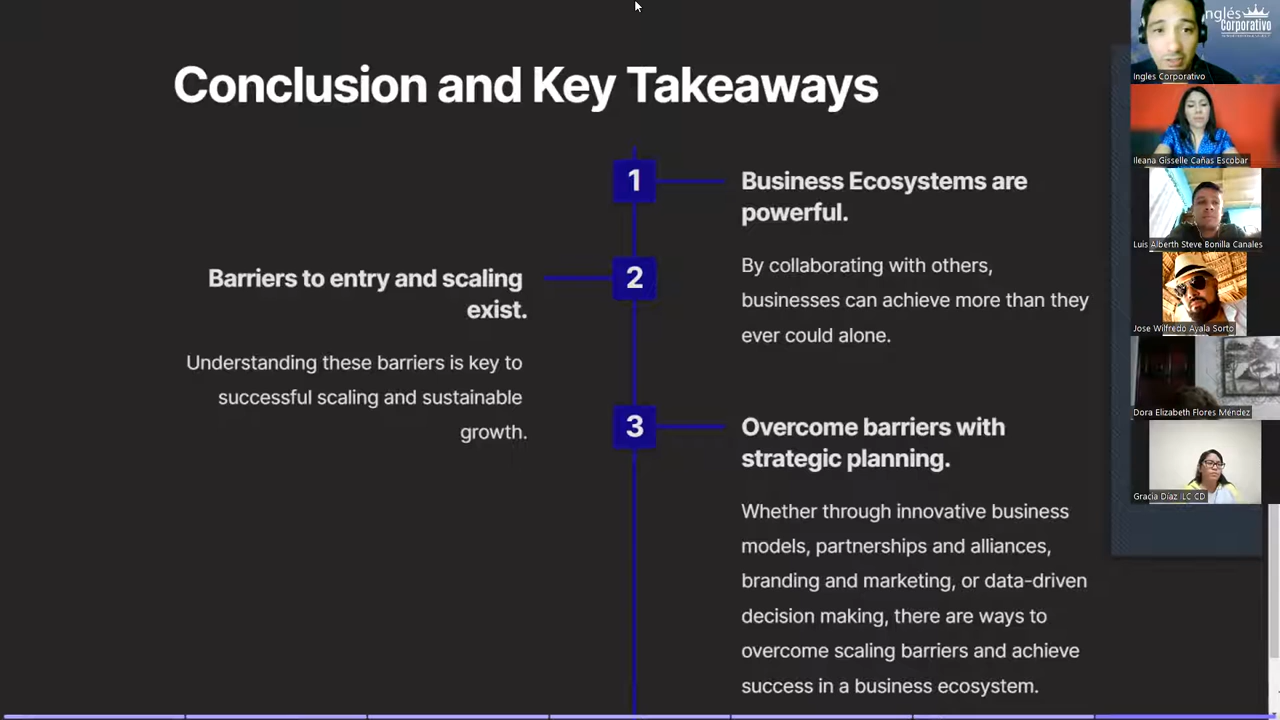 Conclusion and Key Takeaways
1
Business Ecosystems are
powerful.
By collaborating with others,
businesses can achieve more than they
ever could alone.
2
Barriers to entry and scaling
exist.
Understanding these barriers is key to
successful scaling and sustainable
growth.
3
Overcome barriers with
strategic planning.
Whether through innovative business
models, partnerships and alliances,
branding and marketing, or data-driven
decision making, there are ways to
overcome scaling barriers and achieve
success in a business ecosystem.
Inglés
Corporativo
Ingles Corporativo
Ileana Gisselle Cañas Escobar
Luis Alberth Steve Bonilla Canales
Jose Wilfredo Ayala Sorto
Dora Elizabeth Flores Méndez
Gracia Díaz ILC CD